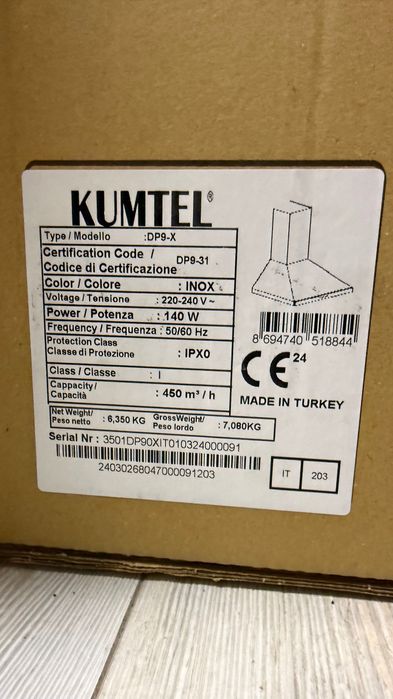 KUMTEL®
Type / Modello :DP9-X
Certification Code / Codice di Certificazione : DP9-31
Color / Colore : INOX
Voltage / Tensione : 220-240 V ~
Power / Potenza : 140 W
Frequency / Frequenza : 50/60 Hz
Protection Class
Classe di Protezione : IPX0
Class / Classe : I
Cappacity /
Capacità : 450 m³ / h
Net Weight/
Peso netto : 6,350 KG
GrossWeight/
Peso lordo : 7,080KG
Serial Nr : 3501DP90XIT010324000091
24030268047000091203
8 694740 518844
CE 24
MADE IN TURKEY
IT 203